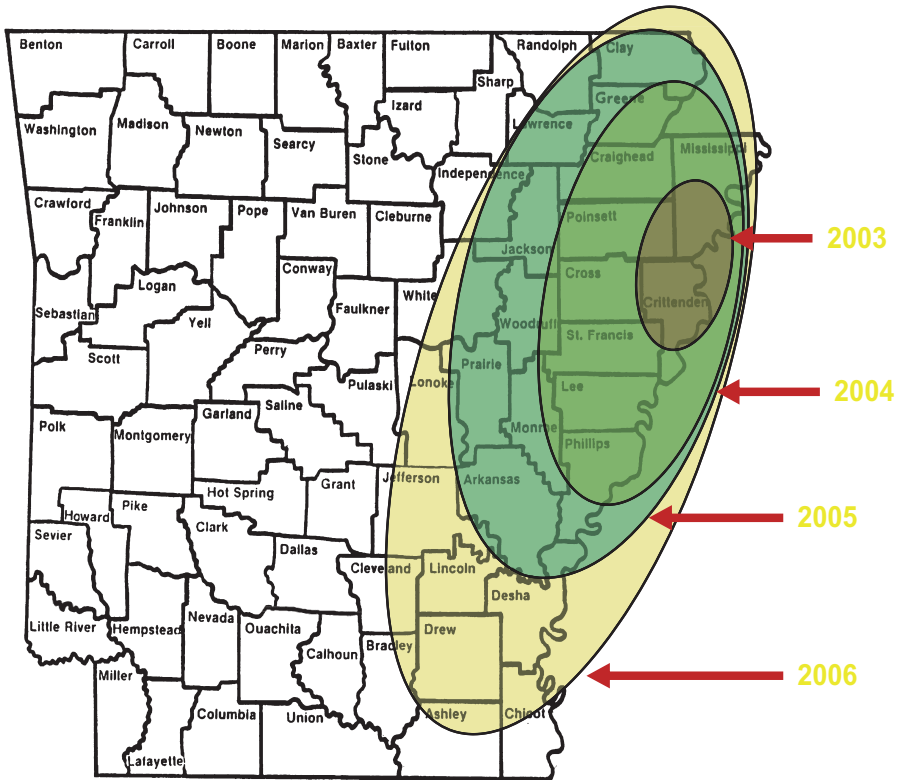 Benton
Carroll
Boone
Marion
Baxter
Fulton
Randolph
Clay
Sharp
Izard
Greene
Washington
Madison
Newton
Searcy
Lawrence
Stone
Independence
Craighead
Mississippi
Crawford
Franklin
Johnson
Pope
Van Buren
Cleburne
Poinsett
2003
Jackson
Conway
Cross
Logan
White
Crittenden
Sebastian
Yell
Faulkner
Woodruff
St. Francis
Scott
Perry
Prairie
Pulaski
Lonoke
Lee
2004
Garland
Saline
Polk
Montgomery
Monroe
Phillips
Hot Spring
Grant
Jefferson
Arkansas
Howard
Pike
2005
Sevier
Clark
Dallas
Cleveland
Lincoln
Desha
Little River
Hempstead
Nevada
Ouachita
Drew
Calhoun
Bradley
Miller
2006
Columbia
Union
Ashley
Chicot
Lafayette